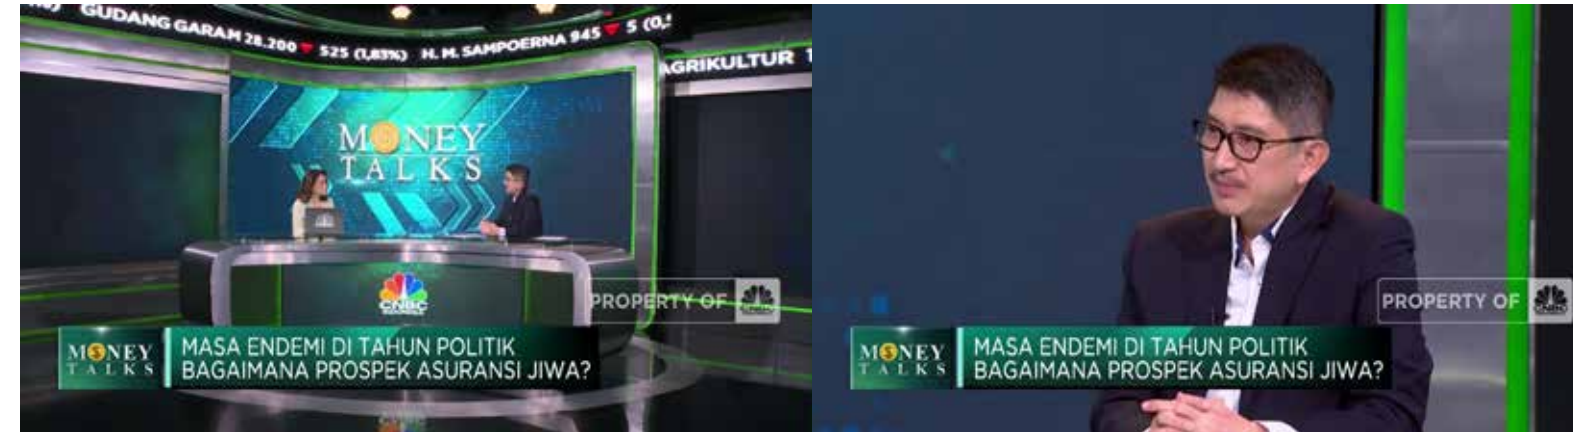 GUDANG GARAM 28.200 525 (1,83%) H. M. SAMPOERNA 945 5 (0,
AGRIKULTUR
MONEY
TALKS
CNBC
PROPERTY OF
MONEY
TALKS
MASA ENDEMI DI TAHUN POLITIK
BAGAIMANA PROSPEK ASURANSI JIWA?
PROPERTY OF
MONEY
TALKS
MASA ENDEMI DI TAHUN POLITIK
BAGAIMANA PROSPEK ASURANSI JIWA?